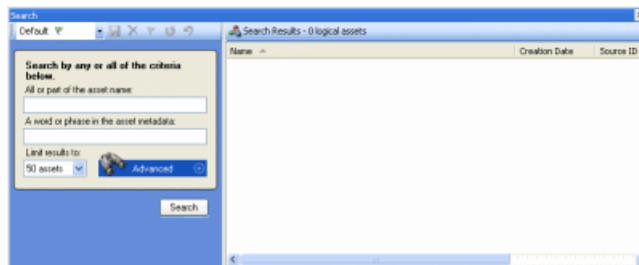 Search
Default
Search Results - 0 logical assets
Name
Creation Date
Source ID
Search by any or all of the criteria
below.
All or part of the asset name:
A word or phrase in the asset metadata:
Limit results to:
50 assets
Advanced
Search